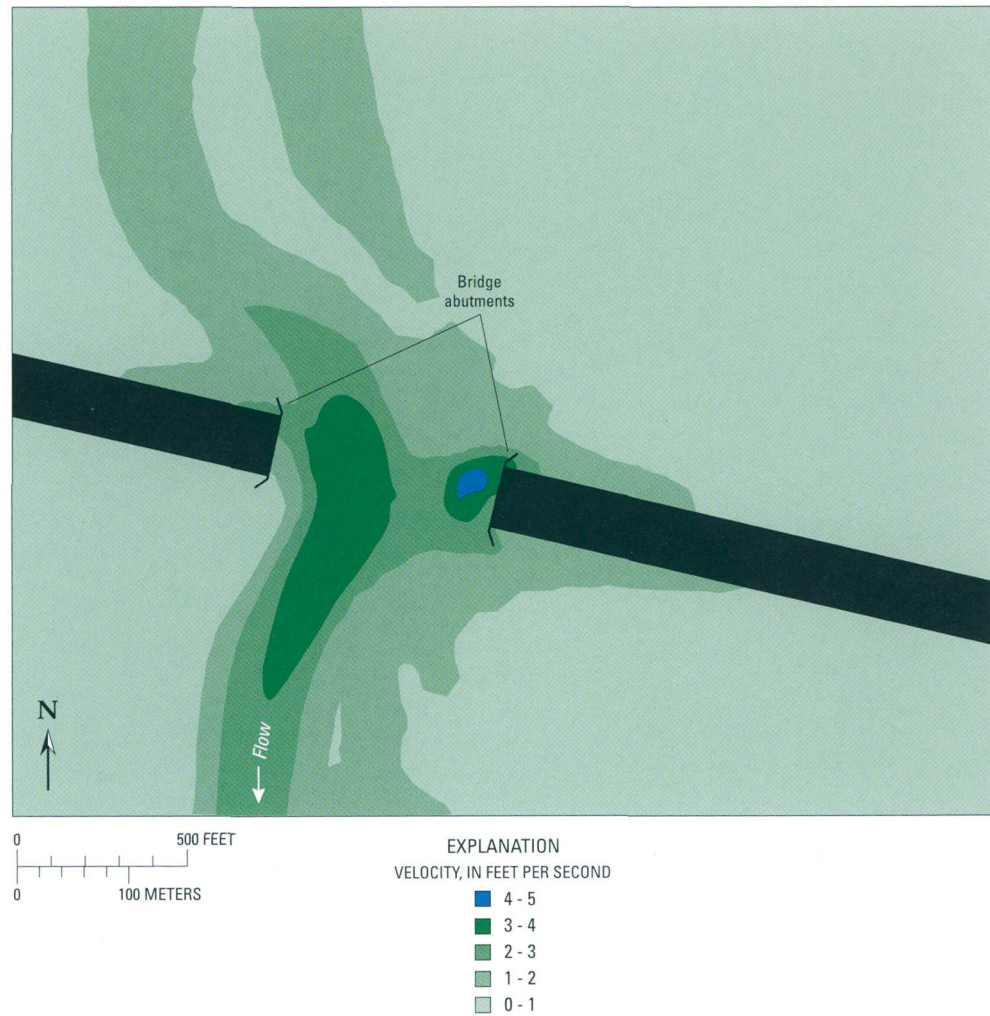 Bridge
abutments
N
Flow
0 500 FEET
0 100 METERS
EXPLANATION
VELOCITY, IN FEET PER SECOND
4 - 5
3 - 4
2 - 3
1 - 2
0 - 1